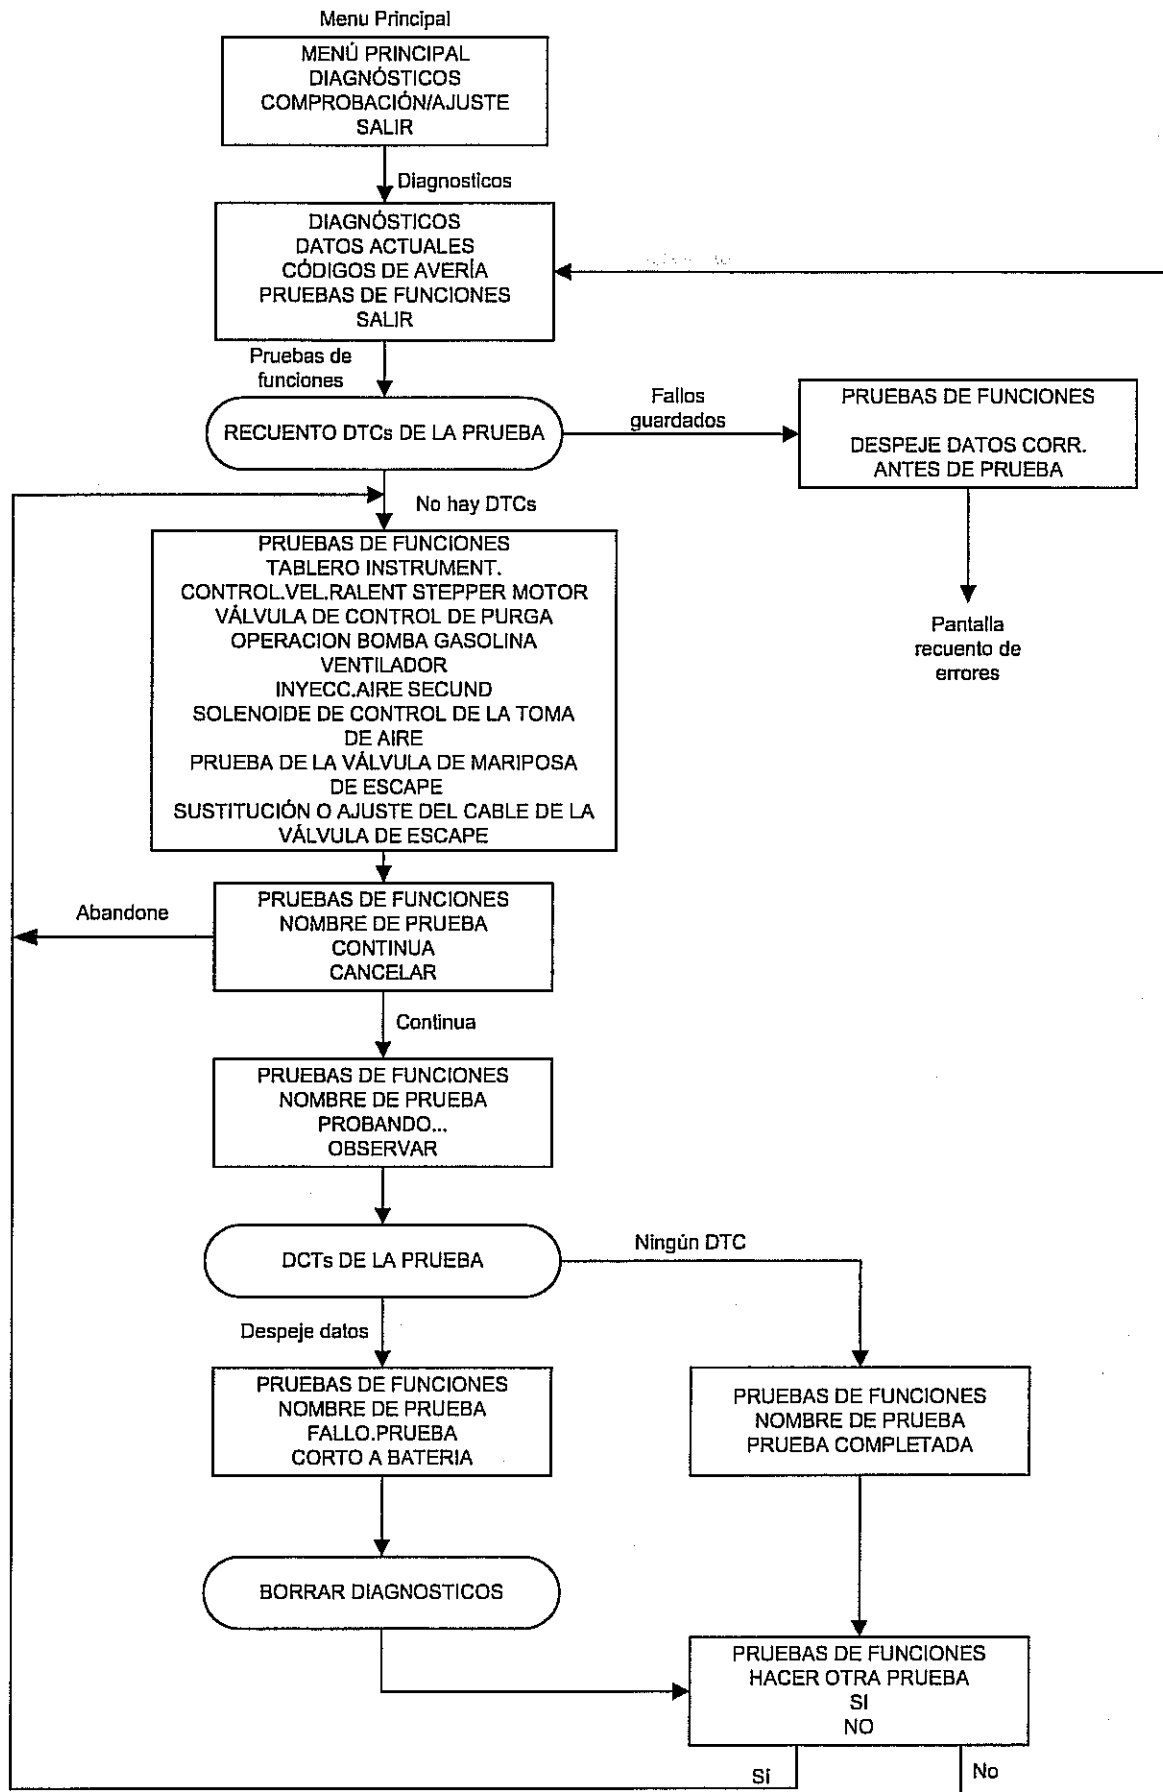 Menu Principal
MENÚ PRINCIPAL
DIAGNÓSTICOS
COMPROBACIÓN/AJUSTE
SALIR
Diagnosticos
DIAGNÓSTICOS
DATOS ACTUALES
CÓDIGOS DE AVERÍA
PRUEBAS DE FUNCIONES
SALIR
Pruebas de
funciones
RECUENTO DTCs DE LA PRUEBA
Fallos
guardados
PRUEBAS DE FUNCIONES
DESPEJE DATOS CORR.
ANTES DE PRUEBA
Pantalla
recuento de
errores
No hay DTCs
PRUEBAS DE FUNCIONES
TABLERO INSTRUMENT.
CONTROL.VEL.RALENT STEPPER MOTOR
VÁLVULA DE CONTROL DE PURGA
OPERACION BOMBA GASOLINA
VENTILADOR
INYECC.AIRE SECUND
SOLENOIDE DE CONTROL DE LA TOMA
DE AIRE
PRUEBA DE LA VÁLVULA DE MARIPOSA
DE ESCAPE
SUSTITUCIÓN O AJUSTE DEL CABLE DE LA
VÁLVULA DE ESCAPE
Abandone
PRUEBAS DE FUNCIONES
NOMBRE DE PRUEBA
CONTINUA
CANCELAR
Continua
PRUEBAS DE FUNCIONES
NOMBRE DE PRUEBA
PROBANDO...
OBSERVAR
DCTs DE LA PRUEBA
Ningún DTC
Despeje datos
PRUEBAS DE FUNCIONES
NOMBRE DE PRUEBA
FALLO.PRUEBA
CORTO A BATERIA
PRUEBAS DE FUNCIONES
NOMBRE DE PRUEBA
PRUEBA COMPLETADA
BORRAR DIAGNOSTICOS
PRUEBAS DE FUNCIONES
HACER OTRA PRUEBA
SI
NO
Sí
No